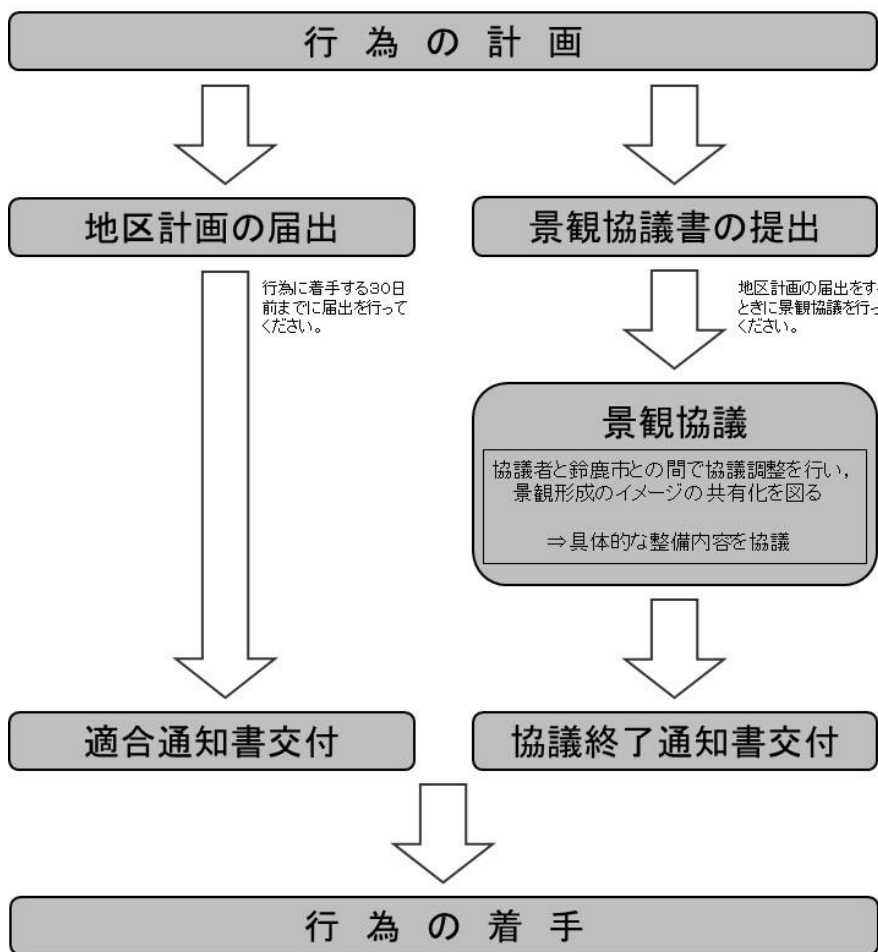 行為の計画
地区計画の届出
景観協議書の提出
行為に着手する30日
前までに届出を行って
ください。
地区計画の届出をす
ときに景観協議を行っ
ください。
景観協議
協議者と鈴鹿市との間で協議調整を行い，
景観形成のイメージの共有化を図る
⇒具体的な整備内容を協議
適合通知書交付
協議終了通知書交付
行為の着手